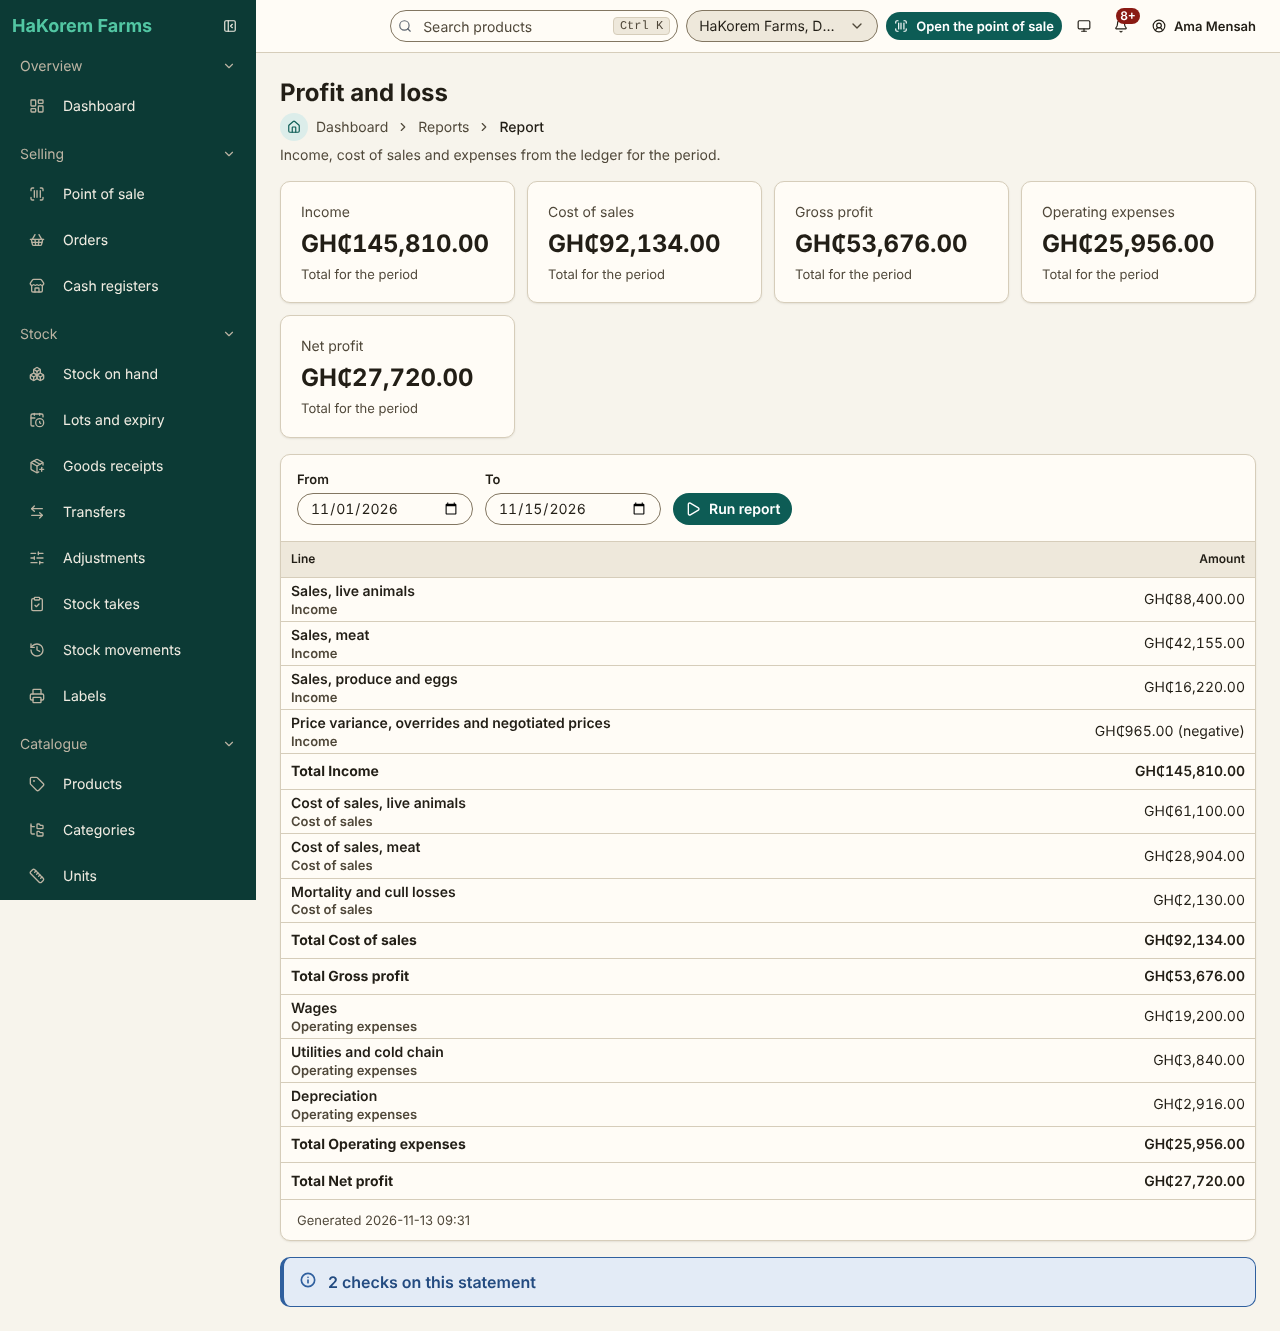 HaKorem Farms
Search products
Ctrl K
HaKorem Farms, D...
Open the point of sale
8+
Ama Mensah
Overview
Dashboard
Selling
Point of sale
Orders
Cash registers
Stock
Stock on hand
Lots and expiry
Goods receipts
Transfers
Adjustments
Stock takes
Stock movements
Labels
Catalogue
Products
Categories
Units
Profit and loss
Dashboard > Reports > Report
Income, cost of sales and expenses from the ledger for the period.
Income
GH₵145,810.00
Total for the period
Cost of sales
GH₵92,134.00
Total for the period
Gross profit
GH₵53,676.00
Total for the period
Operating expenses
GH₵25,956.00
Total for the period
Net profit
GH₵27,720.00
Total for the period
From
11/01/2026
To
11/15/2026
Run report
Line Amount
Sales, live animals
Income
GH₵88,400.00
Sales, meat
Income
GH₵42,155.00
Sales, produce and eggs
Income
GH₵16,220.00
Price variance, overrides and negotiated prices
Income
GH₵965.00 (negative)
Total Income GH₵145,810.00
Cost of sales, live animals
Cost of sales
GH₵61,100.00
Cost of sales, meat
Cost of sales
GH₵28,904.00
Mortality and cull losses
Cost of sales
GH₵2,130.00
Total Cost of sales GH₵92,134.00
Total Gross profit GH₵53,676.00
Wages
Operating expenses
GH₵19,200.00
Utilities and cold chain
Operating expenses
GH₵3,840.00
Depreciation
Operating expenses
GH₵2,916.00
Total Operating expenses GH₵25,956.00
Total Net profit GH₵27,720.00
Generated 2026-11-13 09:31
2 checks on this statement